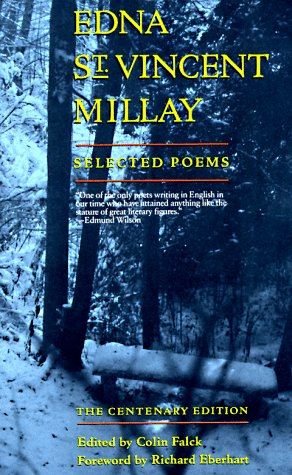 EDNA
ST. VINCENT
MILLAY
SELECTED POEMS
"One of the only poets writing in English in
our time who have attained anything like the
stature of great literary figures."
—Edmund Wilson
THE CENTENARY EDITION
Edited by Colin Falck
Foreword by Richard Eberhart